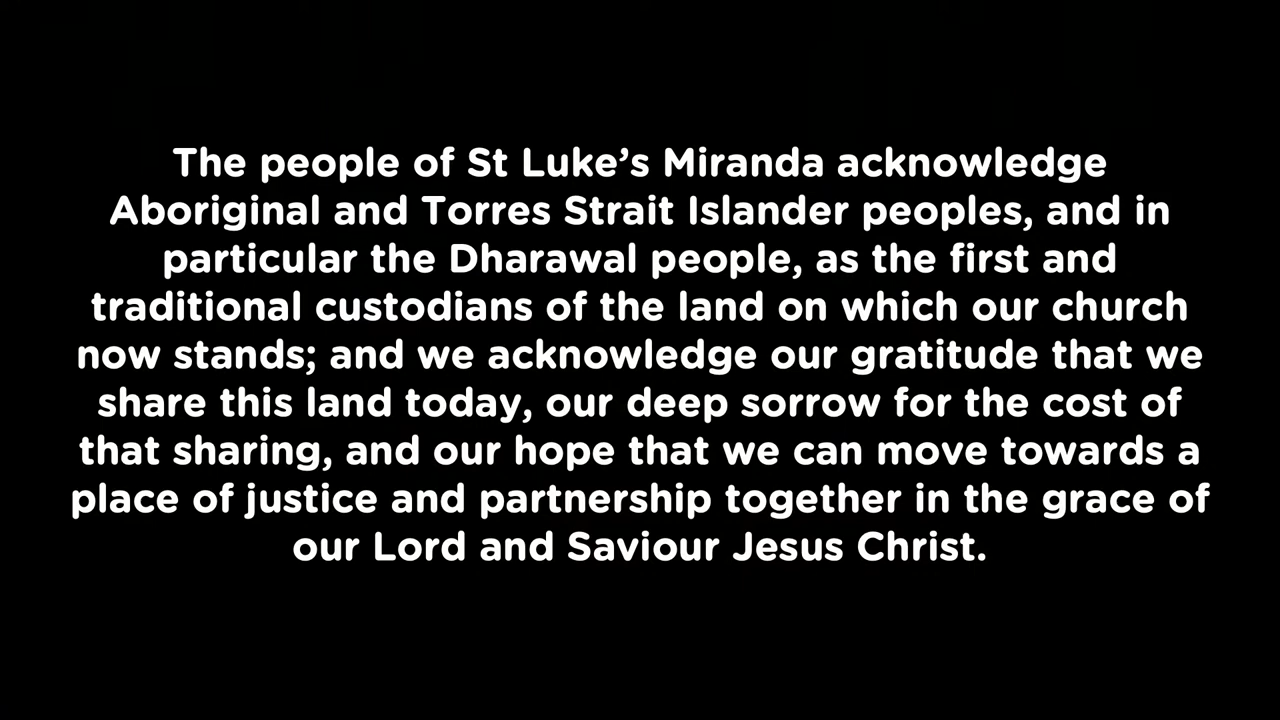 The people of St Luke’s Miranda acknowledge
Aboriginal and Torres Strait Islander peoples, and in
particular the Dharawal people, as the first and
traditional custodians of the land on which our church
now stands; and we acknowledge our gratitude that we
share this land today, our deep sorrow for the cost of
that sharing, and our hope that we can move towards a
place of justice and partnership together in the grace of
our Lord and Saviour Jesus Christ.